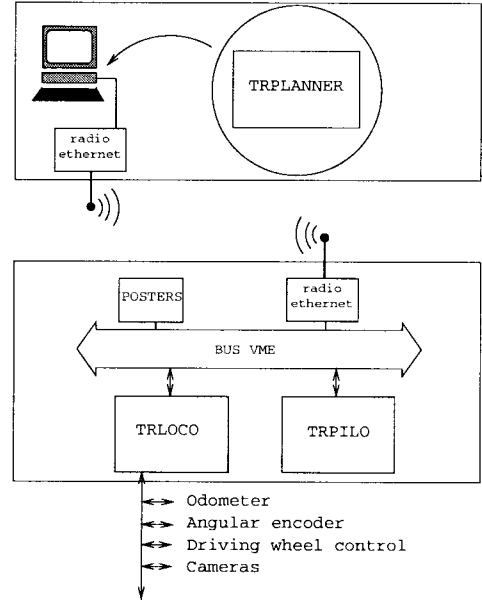 TRPLANNER
radio
ethernet
POSTERS
radio
ethernet
BUS VME
TRLOCO
TRPILO
Odometer
Angular encoder
Driving wheel control
Cameras